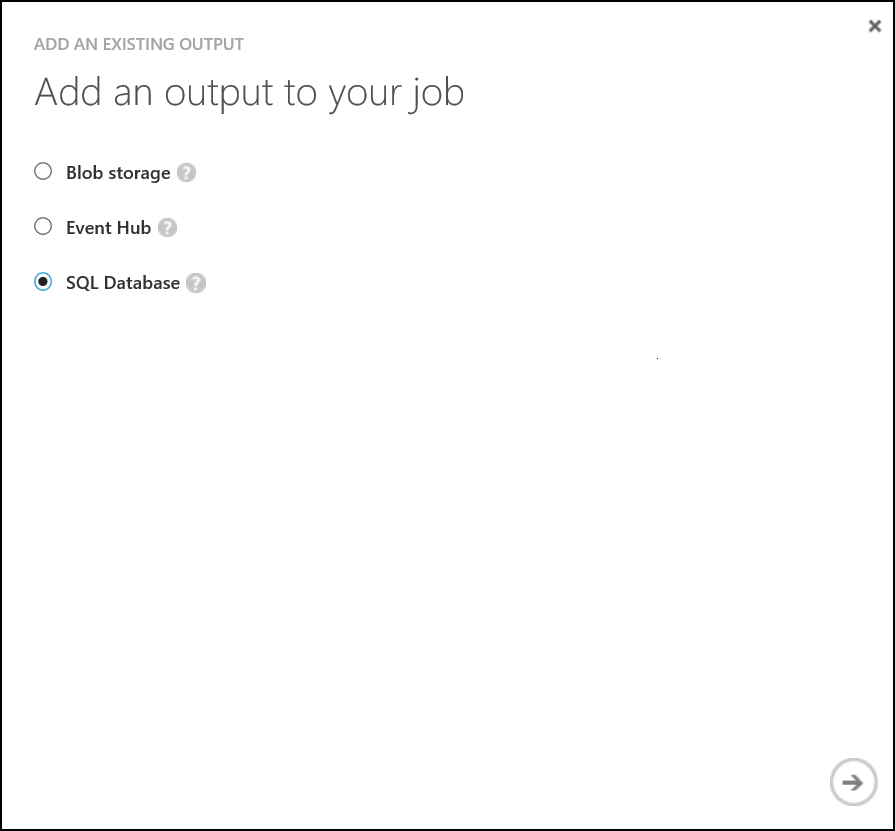 ADD AN EXISTING OUTPUT
Add an output to your job
Blob storage ?
Event Hub ?
SQL Database ?